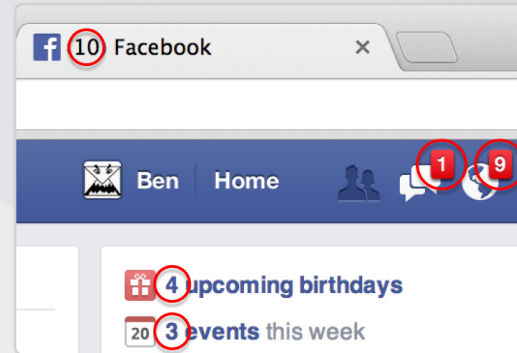 f 10 Facebook ×
Ben Home 1 9
4 upcoming birthdays
20 3 events this week